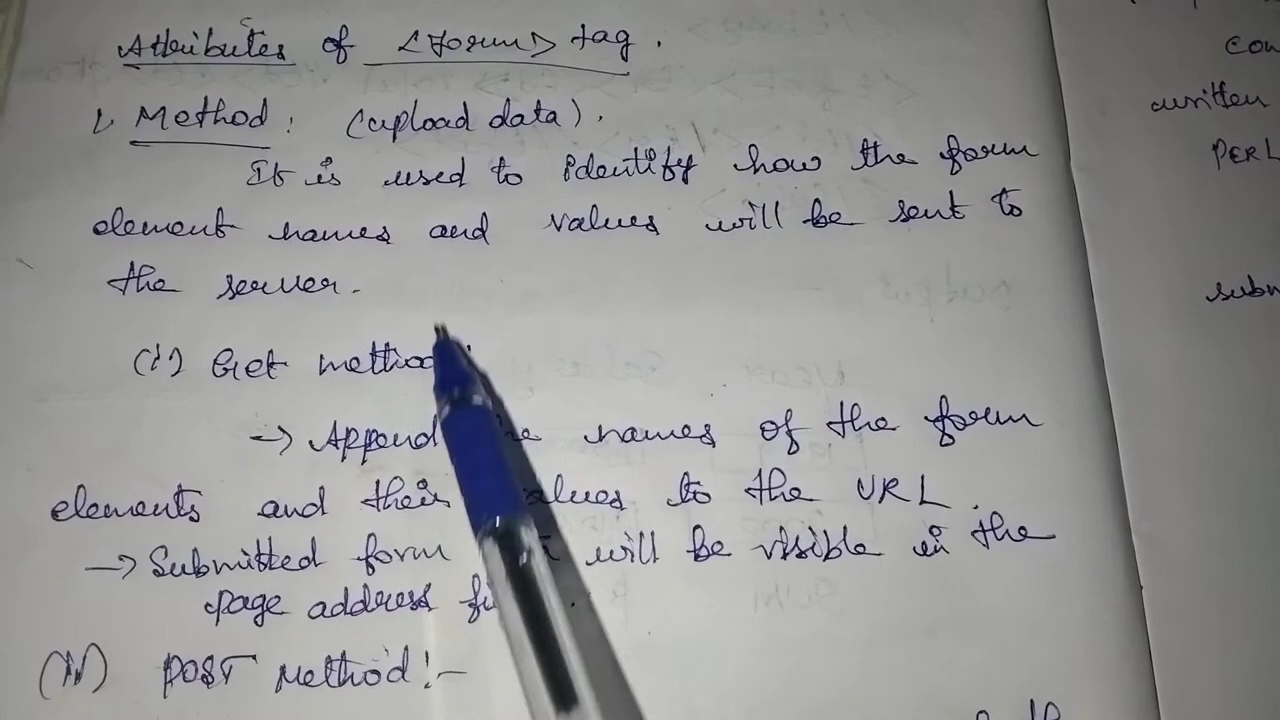 Attributes of <Form> tag.
1. Method: (upload data).
It is used to identify how the form
element names and values will be sent to
the server.
(i) Get method
→ Append names of the form
elements and their values to the URL.
→ Submitted form will be visible in the
page address
(ii) POST Method:-
written
PERL